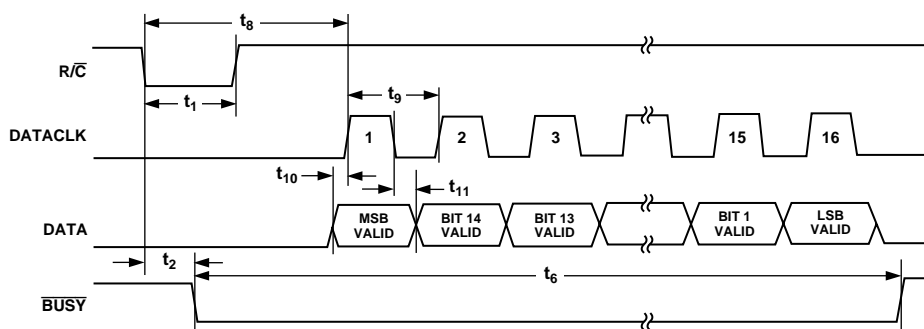 t8
R/C̅
t1
t9
DATACLK
1
2
3
15
16
t10
t11
DATA
MSB VALID
BIT 14 VALID
BIT 13 VALID
BIT 1 VALID
LSB VALID
t2
t6
B̅U̅S̅Y̅